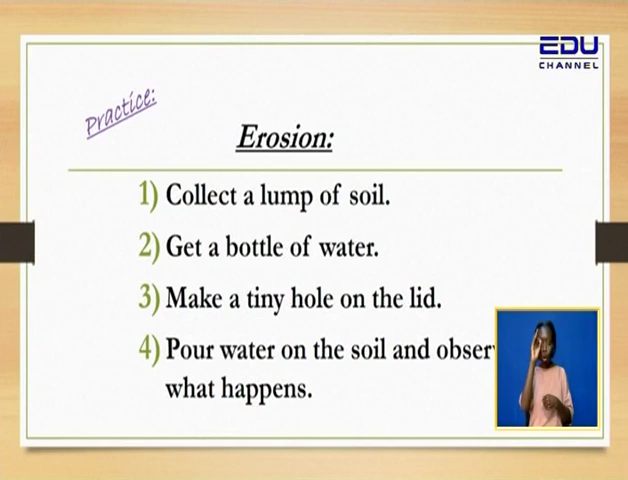 EDU
CHANNEL
Practice:
Erosion:
1) Collect a lump of soil.
2) Get a bottle of water.
3) Make a tiny hole on the lid.
4) Pour water on the soil and
what happens.